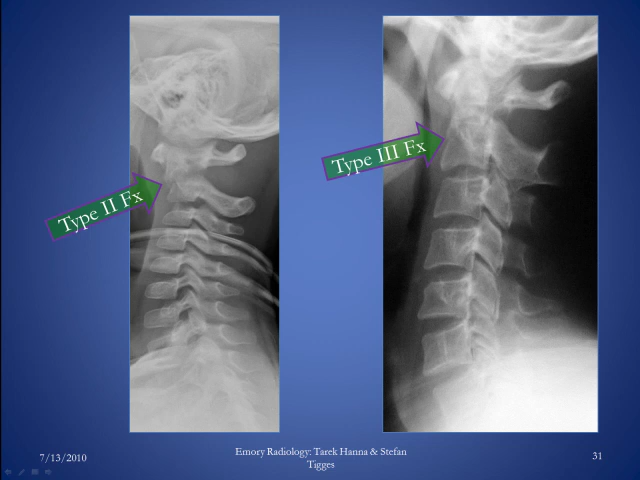 Type II Fx
Type III Fx
7/13/2010
Emory Radiology: Tarek Hanna & Stefan
Tigges
31